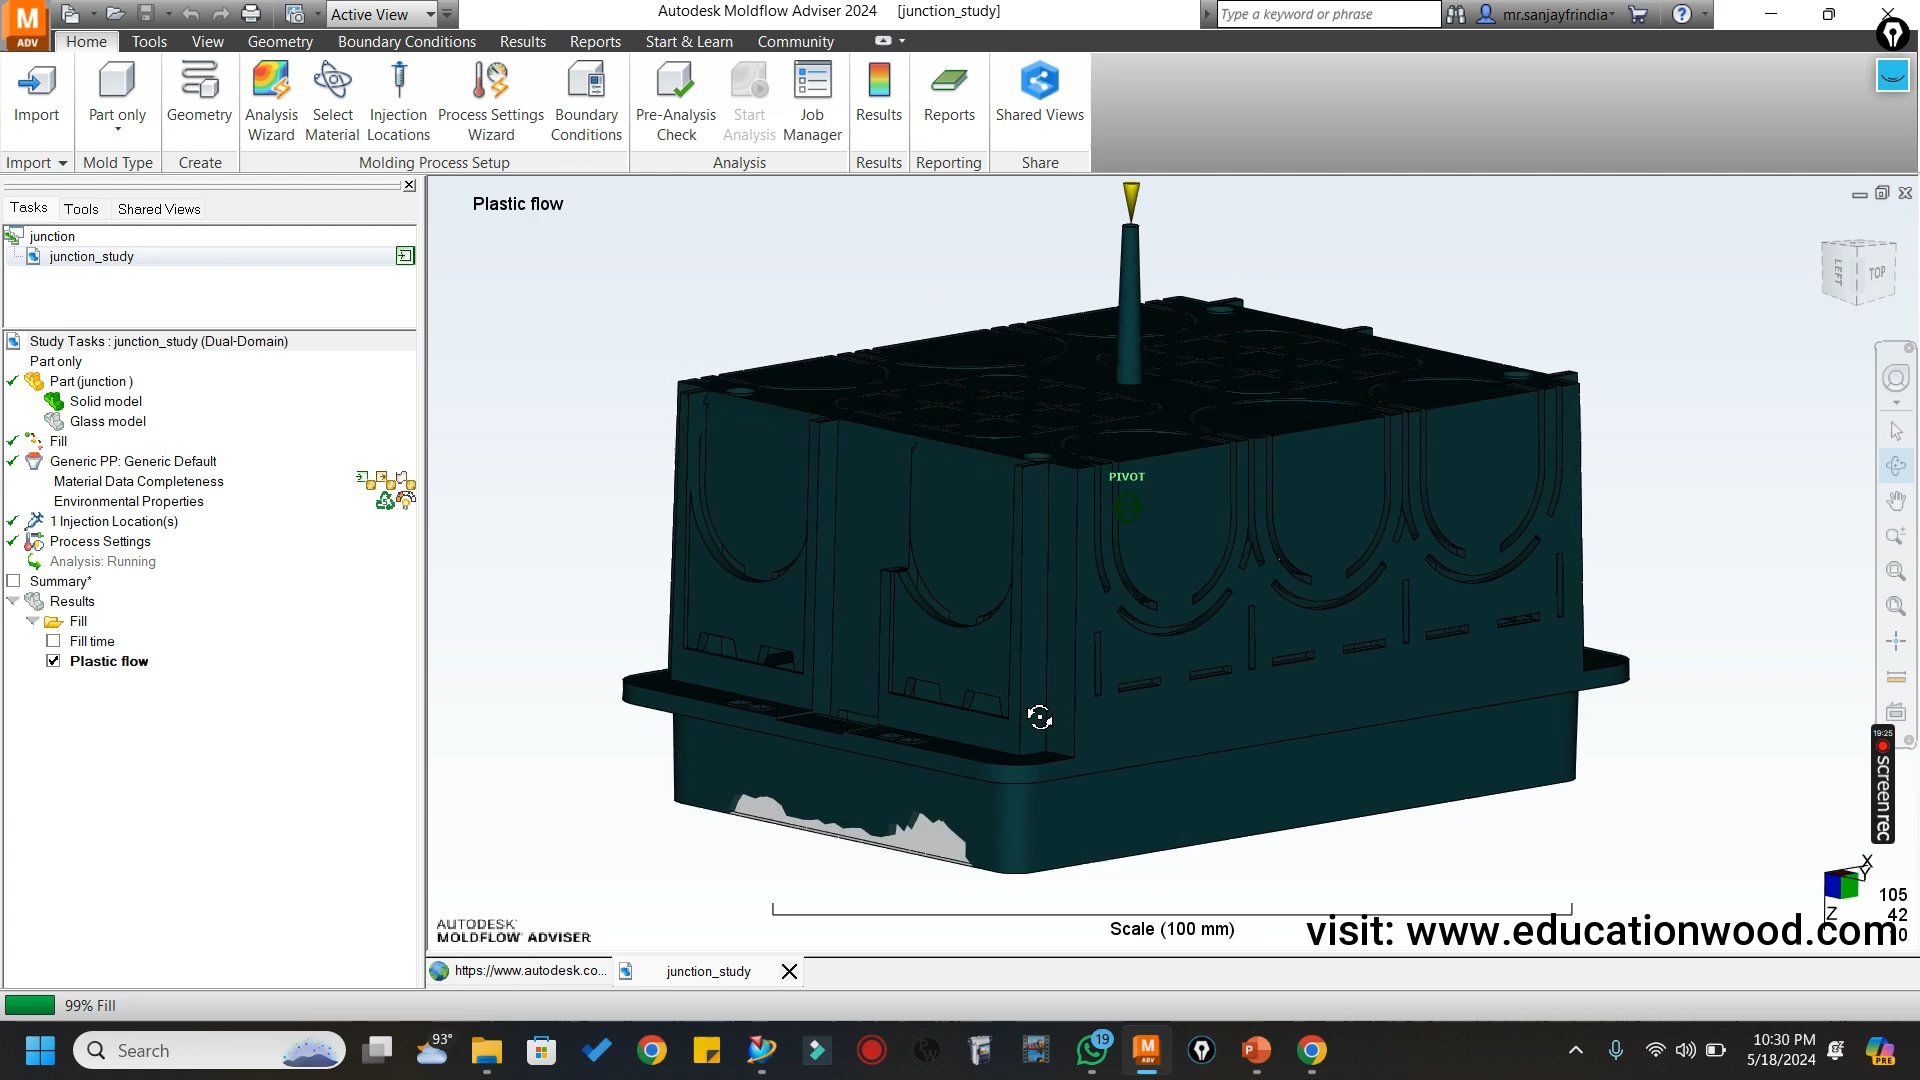 Active View
Autodesk Moldflow Adviser 2024 [junction_study]
Type a keyword or phrase
mr.sanjayfrindia
M
ADV
Home Tools View Geometry Boundary Conditions Results Reports Start & Learn Community
Import
Part only
Geometry
Analysis Wizard
Select Material
Injection Locations
Process Settings Wizard
Boundary Conditions
Pre-Analysis Check
Start Analysis
Job Manager
Results
Reports
Shared Views
Import Mold Type Create Molding Process Setup Analysis Results Reporting Share
Tasks Tools Shared Views
junction
junction_study
Study Tasks : junction_study (Dual-Domain)
Part only
Part (junction )
Solid model
Glass model
Fill
Generic PP: Generic Default
Material Data Completeness
Environmental Properties
1 Injection Location(s)
Process Settings
Analysis: Running
Summary*
Results
Fill
Fill time
Plastic flow
Plastic flow
LEFT TOP
PIVOT
19:25
screenrec
X
Y
Z
105
42
AUTODESK
MOLDFLOW ADVISER
Scale (100 mm)
visit: www.educationwood.com
https://www.autodesk.co...
junction_study
99% Fill
Search
93°
19
M
ADV
10:30 PM
5/18/2024
PRE